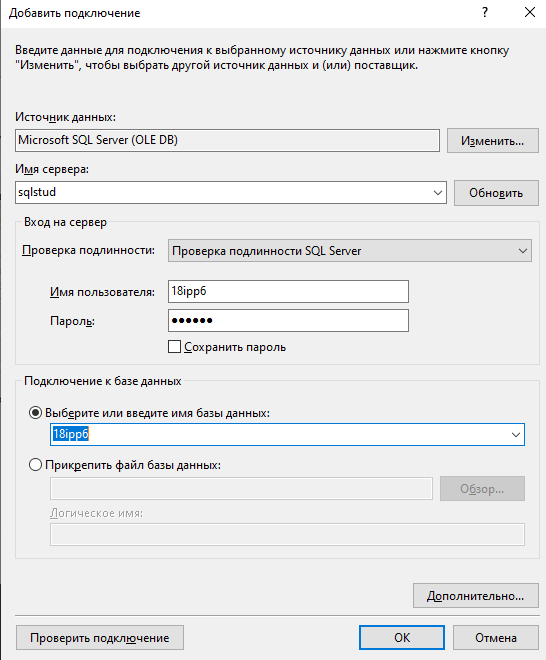 Добавить подключение
?
Введите данные для подключения к выбранному источнику данных или нажмите кнопку
"Изменить", чтобы выбрать другой источник данных и (или) поставщик.
Источник данных:
Microsoft SQL Server (OLE DB)
Изменить...
Имя сервера:
sqlstud
Обновить
Вход на сервер
Проверка подлинности:
Проверка подлинности SQL Server
Имя пользователя:
18ipp6
Пароль:
●●●●●●
Сохранить пароль
Подключение к базе данных
Выберите или введите имя базы данных:
18ipp6
Прикрепить файл базы данных:
Обзор...
Логическое имя:
Дополнительно...
Проверить подключение
ОК
Отмена